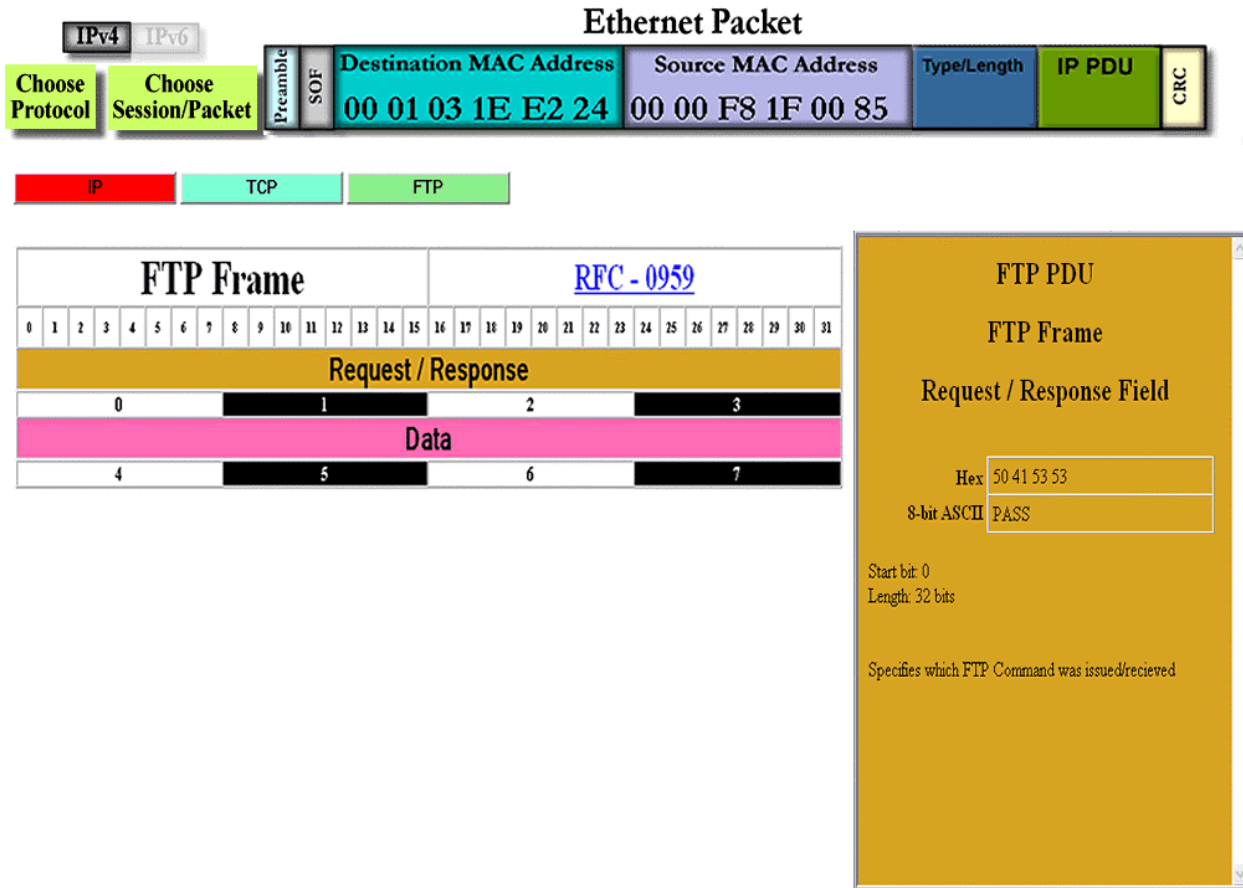 Ethernet Packet
IPv4 IPv6
Choose Protocol
Choose Session/Packet
Preamble
SOF
Destination MAC Address
00 01 03 1E E2 24
Source MAC Address
00 00 F8 1F 00 85
Type/Length
IP PDU
CRC
IP TCP FTP
FTP Frame RFC - 0959
0 1 2 3 4 5 6 7 8 9 10 11 12 13 14 15 16 17 18 19 20 21 22 23 24 25 26 27 28 29 30 31
Request / Response
0 1 2 3
Data
4 5 6 7
FTP PDU
FTP Frame
Request / Response Field
Hex 50 41 53 53
8-bit ASCII PASS
Start bit: 0
Length: 32 bits
Specifies which FTP Command was issued/recieved